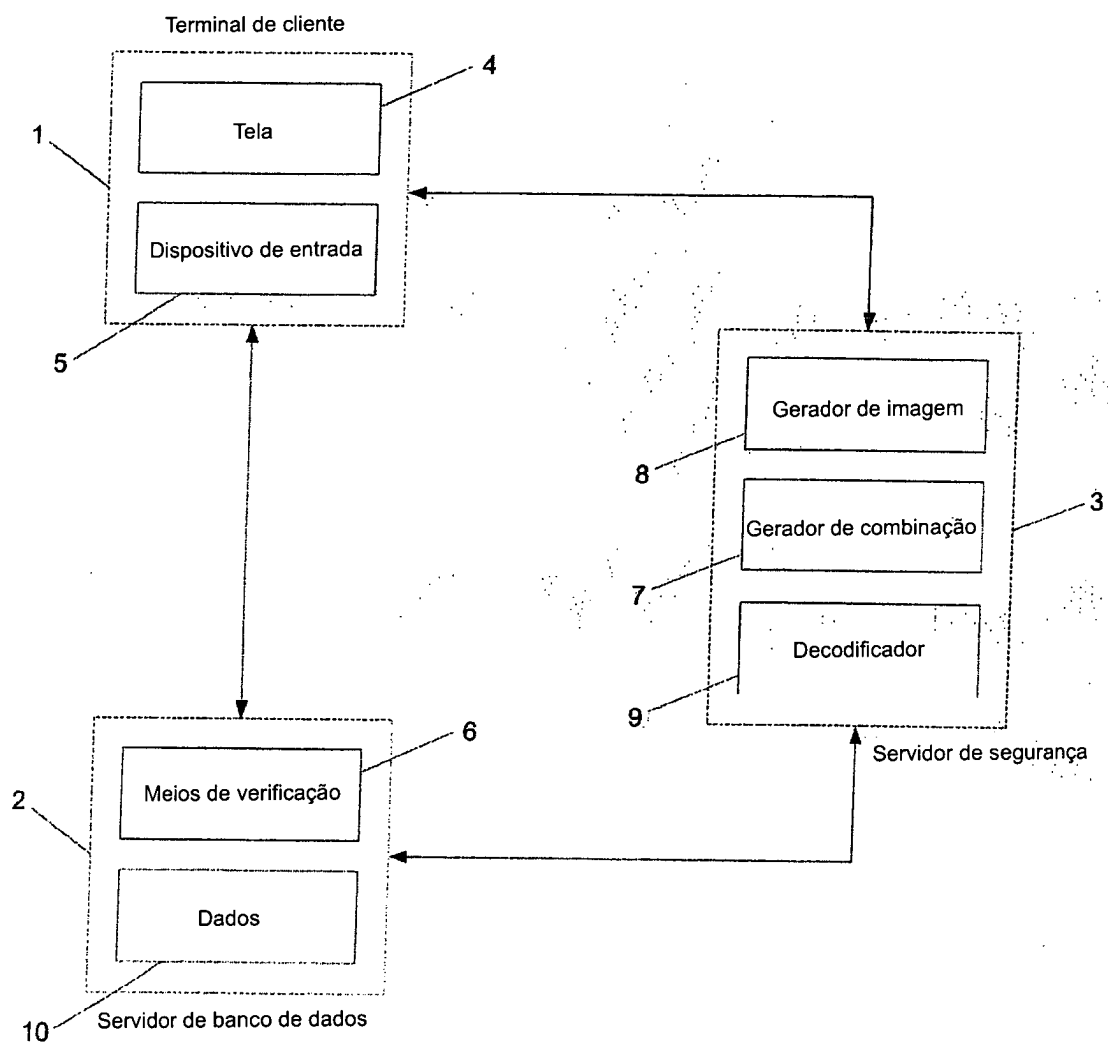 Terminal de cliente
4
Tela
1
Dispositivo de entrada
5
Gerador de imagem
8
Gerador de combinação
3
7
Decodificador
9
Servidor de segurança
6
Meios de verificação
2
Dados
10
Servidor de banco de dados